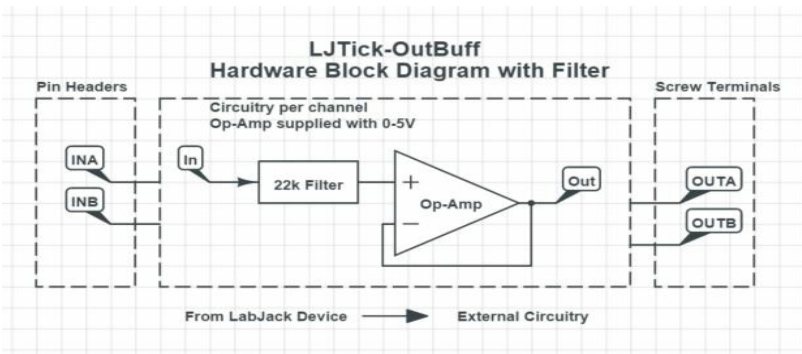 LJTick-OutBuff
Hardware Block Diagram with Filter
Pin Headers
Screw Terminals
Circuitry per channel
Op-Amp supplied with 0-5V
INA
INB
In
22k Filter
+
Op-Amp
−
Out
OUTA
OUTB
From LabJack Device
External Circuitry